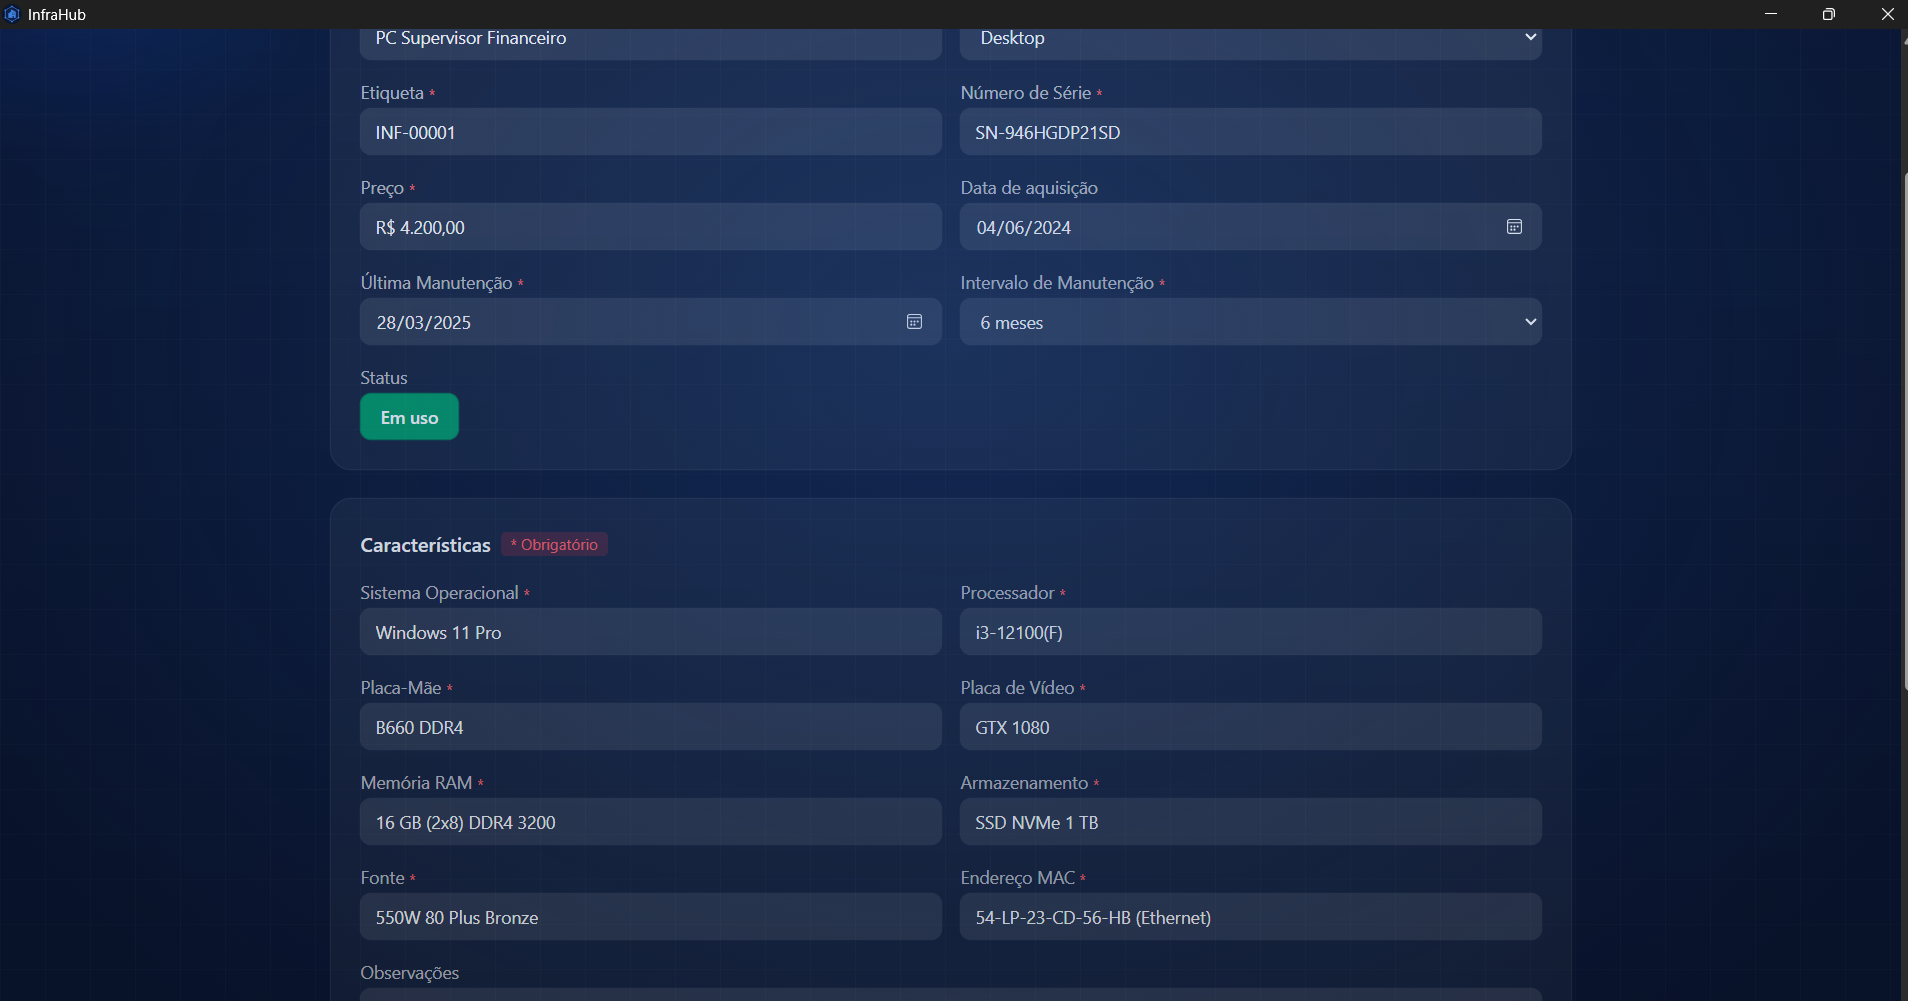 InfraHub
PC Supervisor Financeiro
Desktop
Etiqueta *
Número de Série *
INF-00001
SN-946HGDP21SD
Preço *
Data de aquisição
R$ 4.200,00
04/06/2024
Última Manutenção *
Intervalo de Manutenção *
28/03/2025
6 meses
Status
Em uso
Características
* Obrigatório
Sistema Operacional *
Processador *
Windows 11 Pro
i3-12100(F)
Placa-Mãe *
Placa de Vídeo *
B660 DDR4
GTX 1080
Memória RAM *
Armazenamento *
16 GB (2x8) DDR4 3200
SSD NVMe 1 TB
Fonte *
Endereço MAC *
550W 80 Plus Bronze
54-LP-23-CD-56-HB (Ethernet)
Observações